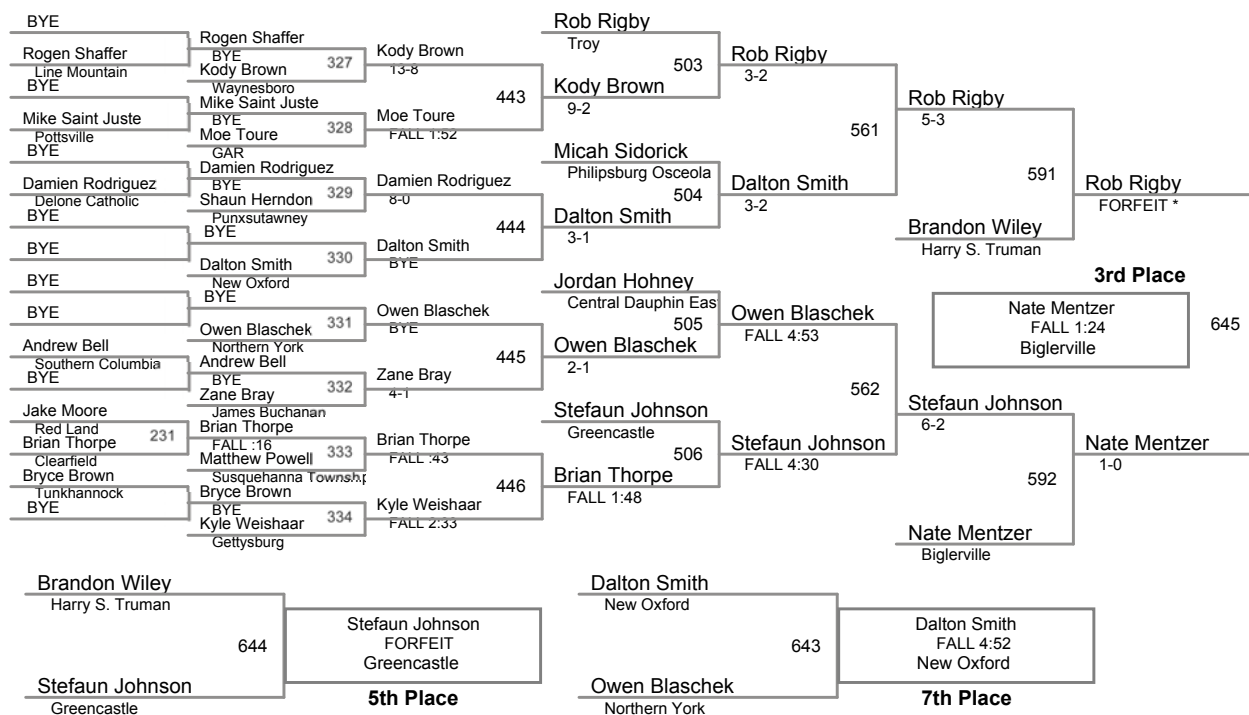 BYE
Rogen Shaffer
Line Mountain
BYE
Mike Saint Juste
Pottsville
BYE
Damien Rodriguez
Delone Catholic
BYE
BYE
BYE
BYE
Andrew Bell
Southern Columbia
BYE
Jake Moore
Red Land
231
Brian Thorpe
Clearfield
Bryce Brown
Tunkhannock
BYE
Rogen Shaffer
BYE
327
Kody Brown
Waynesboro
Mike Saint Juste
BYE
328
Moe Toure
GAR
Damien Rodriguez
BYE
329
Shaun Herndon
Punxsutawney
BYE
330
Dalton Smith
New Oxford
BYE
331
Owen Blaschek
Northern York
Andrew Bell
BYE
332
Zane Bray
James Buchanan
Brian Thorpe
FALL :16
333
Matthew Powell
Susquehanna Townshp
Bryce Brown
BYE
334
Kyle Weishaar
Gettysburg
Kody Brown
13-8
443
Moe Toure
FALL 1:52
Damien Rodriguez
8-0
444
Dalton Smith
BYE
Owen Blaschek
BYE
445
Zane Bray
4-1
Brian Thorpe
FALL :43
446
Kyle Weishaar
FALL 2:33
Rob Rigby
Troy
503
Kody Brown
9-2
Micah Sidorick
Philipsburg Osceola
504
Dalton Smith
3-1
Jordan Hohney
Central Dauphin Eas
505
Owen Blaschek
2-1
Stefaun Johnson
Greencastle
506
Brian Thorpe
FALL 1:48
Rob Rigby
3-2
561
Dalton Smith
3-2
Owen Blaschek
FALL 4:53
562
Stefaun Johnson
FALL 4:30
Rob Rigby
5-3
591
Brandon Wiley
Harry S. Truman
Stefaun Johnson
6-2
592
Nate Mentzer
Biglerville
Rob Rigby
FORFEIT *
3rd Place
Nate Mentzer
FALL 1:24
Biglerville
645
Nate Mentzer
1-0
Brandon Wiley
Harry S. Truman
644
Stefaun Johnson
Greencastle
Stefaun Johnson
FORFEIT
Greencastle
5th Place
Dalton Smith
New Oxford
643
Owen Blaschek
Northern York
Dalton Smith
FALL 4:52
New Oxford
7th Place